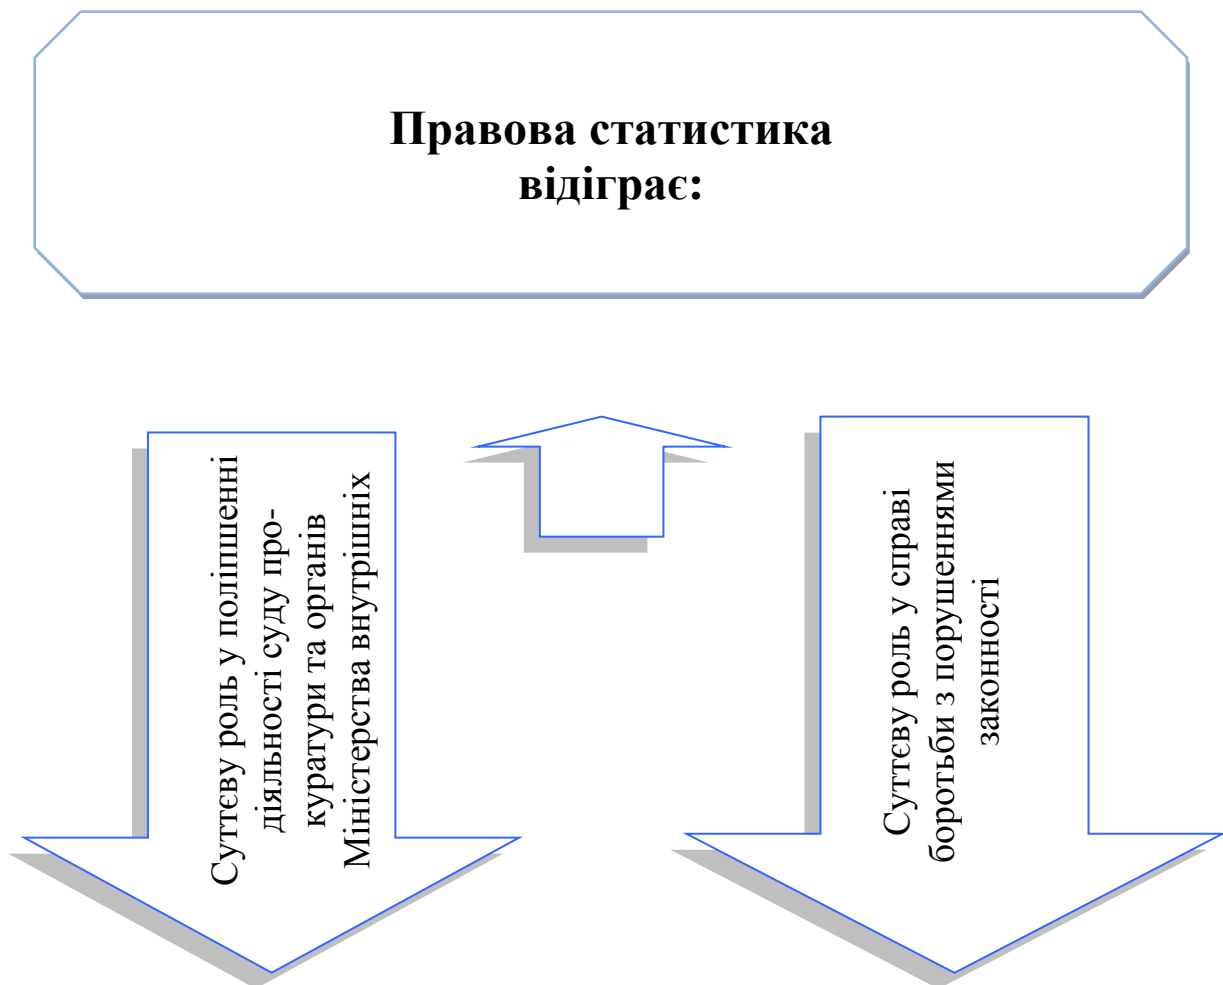 Правова статистика
відіграє:
Суттєву роль у поліпшенні
діяльності суду про-
куратури та органів
Міністерства внутрішніх
Суттєву роль у справі
боротьби з порушеннями
законності